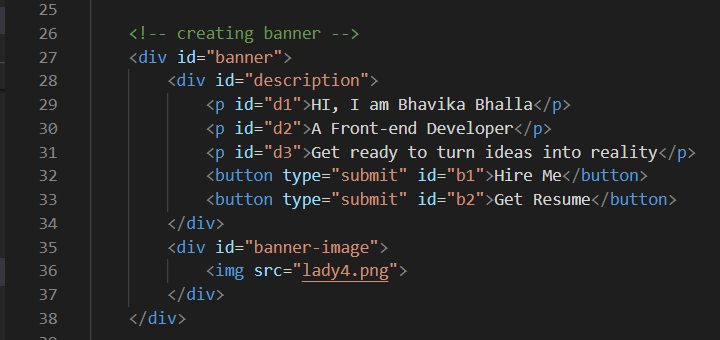 25
26 <!-- creating banner -->
27 <div id="banner">
28 <div id="description">
29 <p id="d1">HI, I am Bhavika Bhalla</p>
30 <p id="d2">A Front-end Developer</p>
31 <p id="d3">Get ready to turn ideas into reality</p>
32 <button type="submit" id="b1">Hire Me</button>
33 <button type="submit" id="b2">Get Resume</button>
34 </div>
35 <div id="banner-image">
36 <img src="lady4.png">
37 </div>
38 </div>